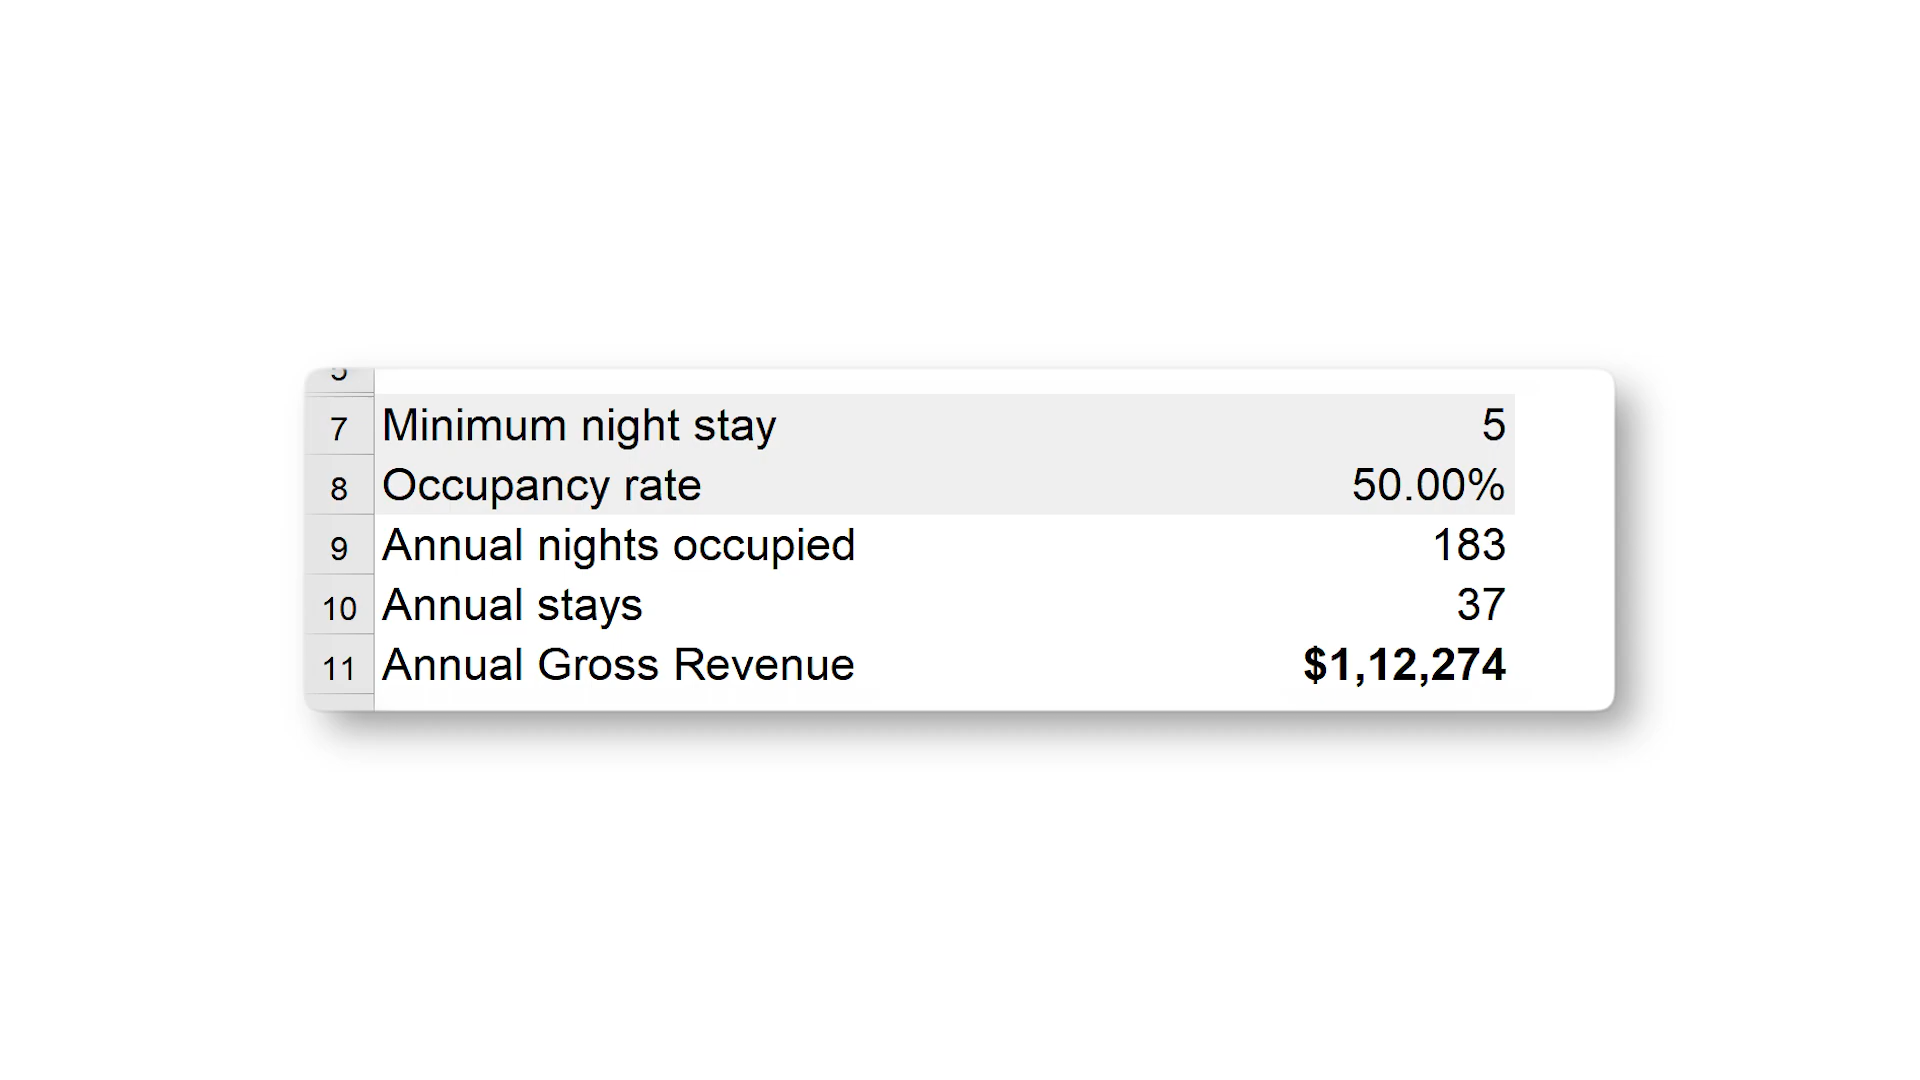 7 Minimum night stay 5
8 Occupancy rate 50.00%
9 Annual nights occupied 183
10 Annual stays 37
11 Annual Gross Revenue $1,12,274